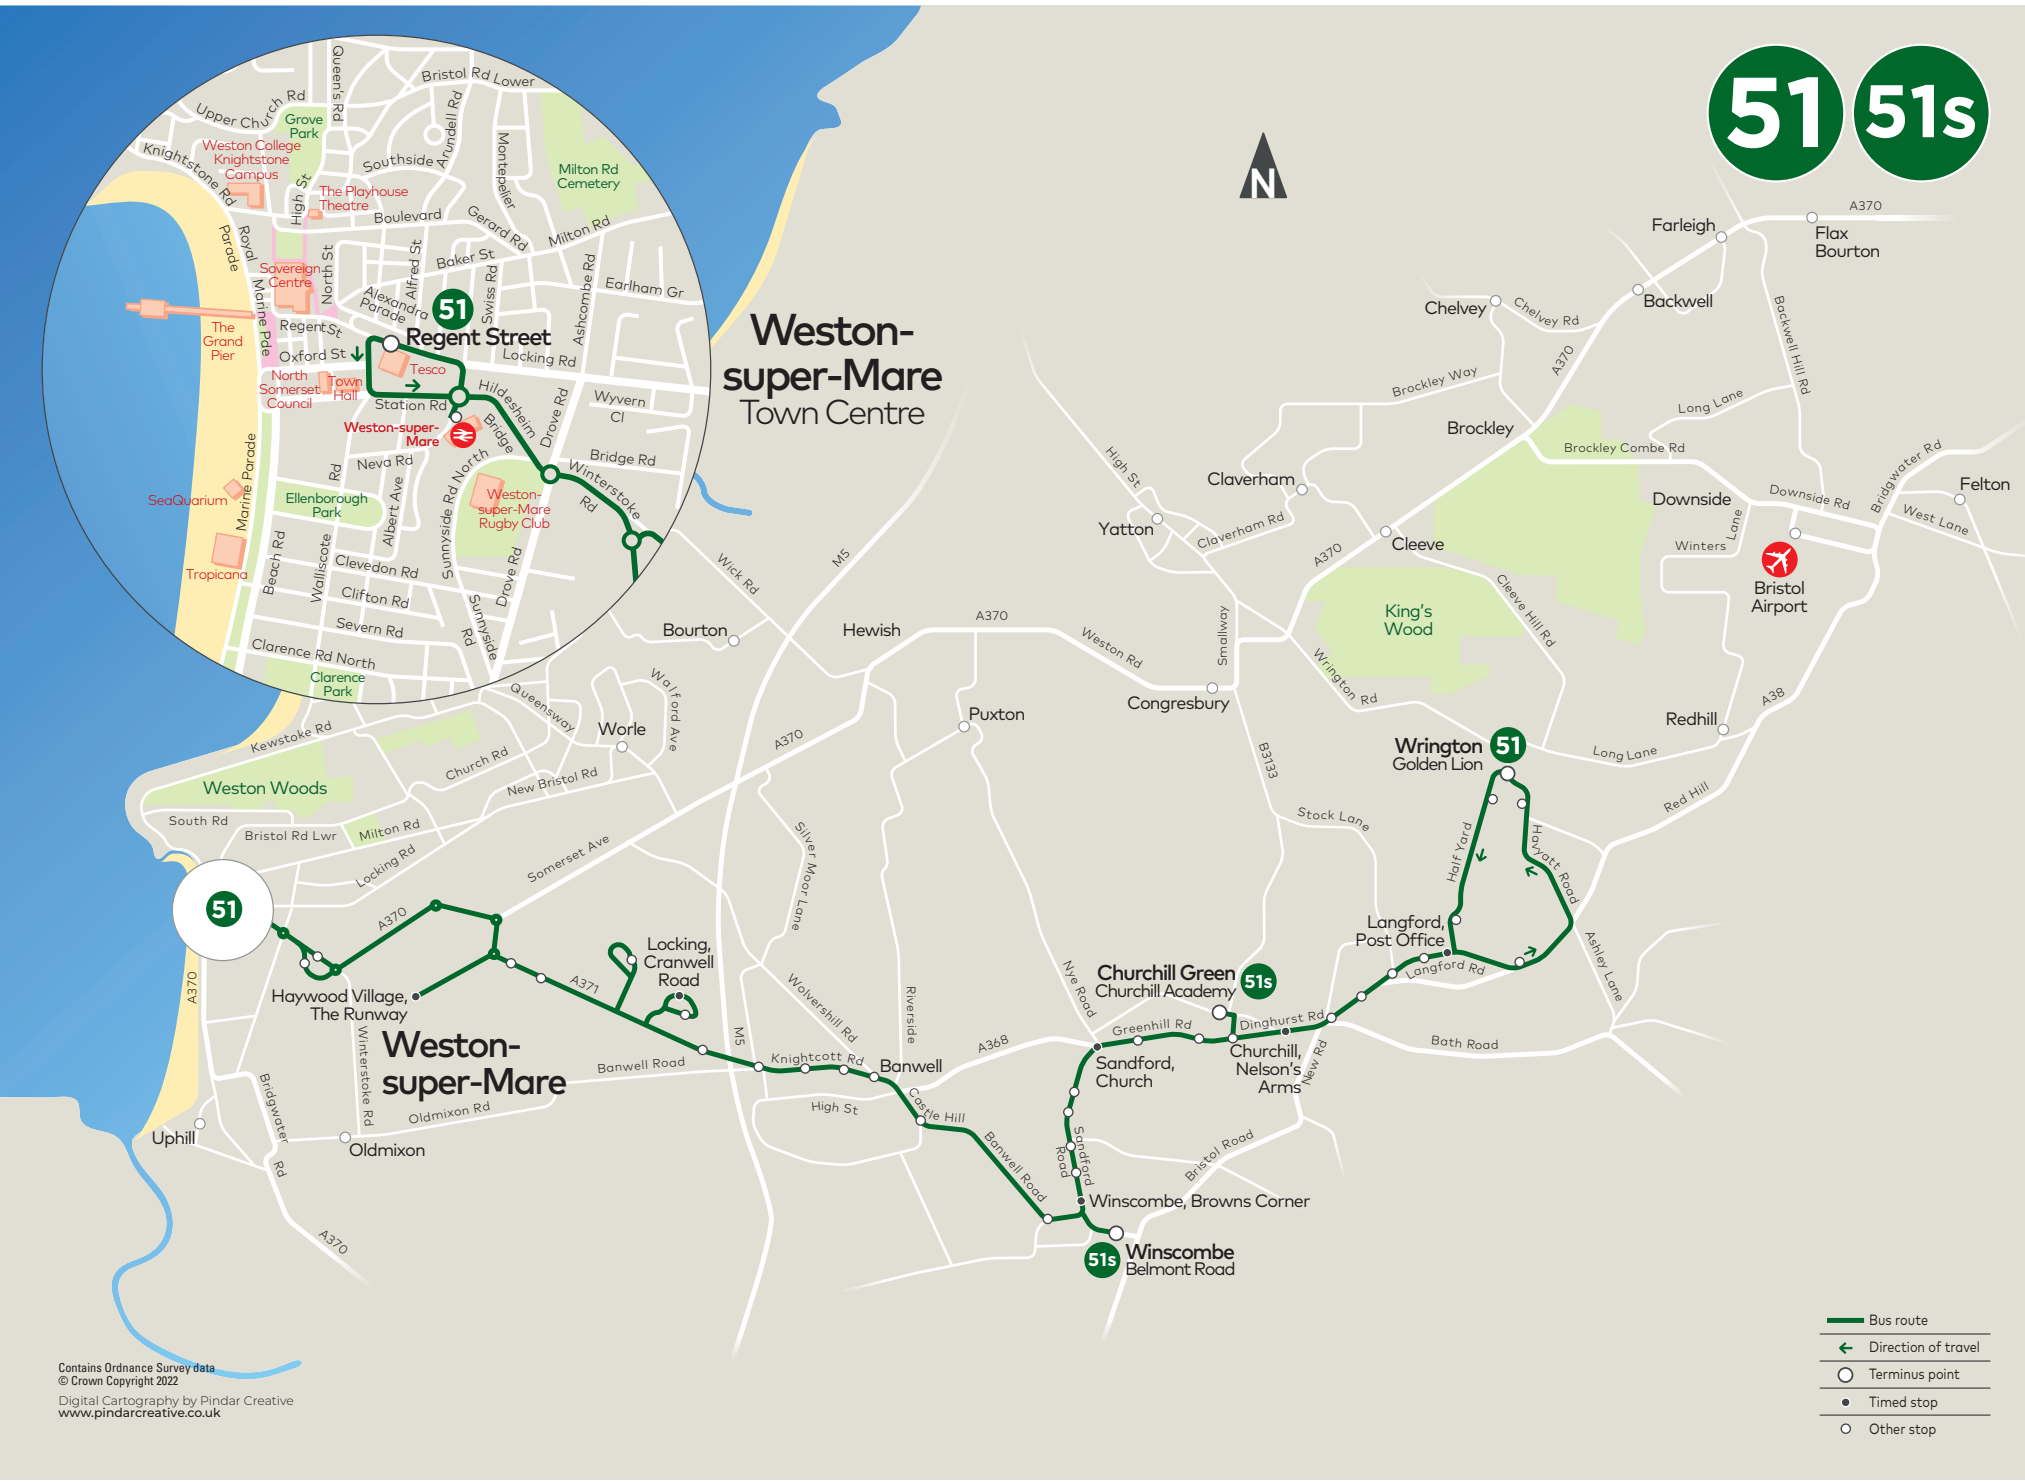 51
51s
N
Queen's Rd
Bristol Rd Lower
Upper Church Rd
Grove
Park
Arundell Rd
Montepelier
Weston College
Knightstone
Campus
Knightstone Rd
Southside
Milton Rd
Cemetery
High St
The Playhouse
Theatre
Boulevard
Gerard Rd
Milton Rd
Royal
Parade
North St
Alfred St
Baker St
Swiss Rd
Ashcombe Rd
Earlham Gr
Sovereign
Centre
Marine Pde
Alexandra
Parade
51
Regent Street
Regent St
The
Grand
Pier
Oxford St
Tesco
Locking Rd
North
Somerset
Council
Town
Hall
Station Rd
Hildesheim
Bridge
Drove Rd
Wyvern
Cl
Weston-super-
Mare
Neva Rd
Bridge Rd
Winterstoke
Rd
Marine Parade
SeaQuarium
Ellenborough
Park
Rd
Walliscote
Albert Ave
Sunnyside Rd North
Weston-
super-Mare
Rugby Club
Tropicana
Beach Rd
Clevedon Rd
Clifton Rd
Drove Rd
Severn Rd
Sunnyside
Rd
Clarence Rd North
Clarence
Park
Weston-
super-Mare
Town Centre
Farleigh
A370
Flax
Bourton
Backwell
Chelvey
Chelvey Rd
A370
Backwell Hill Rd
Brockley Way
Long Lane
Brockley
Brockley Combe Rd
Bridgwater Rd
High St
Claverham
Downside
Downside Rd
Felton
West Lane
Yatton
Claverham Rd
Cleeve
A370
Winters
Lane
Bristol
Airport
M5
Wick Rd
Cleeve Hill Rd
King's
Wood
Bourton
Hewish
A370
Weston Rd
Smallway
Wrington Rd
Walford Ave
Queensway
Congresbury
A38
Redhill
Worle
Puxton
Kewstoke Rd
A370
B3133
Wrington
Golden Lion
51
Long Lane
Church Rd
Weston Woods
New Bristol Rd
Red Hill
South Rd
Bristol Rd Lwr
Milton Rd
Stock Lane
Silver Moor Lane
Somerset Ave
Locking Rd
Half Yard
Havyatt Road
51
A370
Langford,
Post Office
Locking,
Cranwell
Road
Langford Rd
Ashley Lane
A370
Haywood Village,
The Runway
A371
Churchill Green
Churchill Academy
51s
Nye Road
Wolvershill Rd
Riverside
Weston-
super-Mare
Winterstoke Rd
M5
A368
Greenhill Rd
Dinghurst Rd
Bath Road
Knightcott Rd
Banwell
Banwell Road
Sandford,
Church
Churchill,
Nelson's
Arms
New Rd
Bridgwater
Rd
Oldmixon Rd
High St
Castle Hill
Uphill
Oldmixon
Banwell Road
Sandford
Road
Bristol Road
Winscombe, Browns Corner
A370
51s
Winscombe
Belmont Road
Bus route
Direction of travel
Terminus point
Timed stop
Other stop
Contains Ordnance Survey data
© Crown Copyright 2022
Digital Cartography by Pindar Creative
www.pindarcreative.co.uk